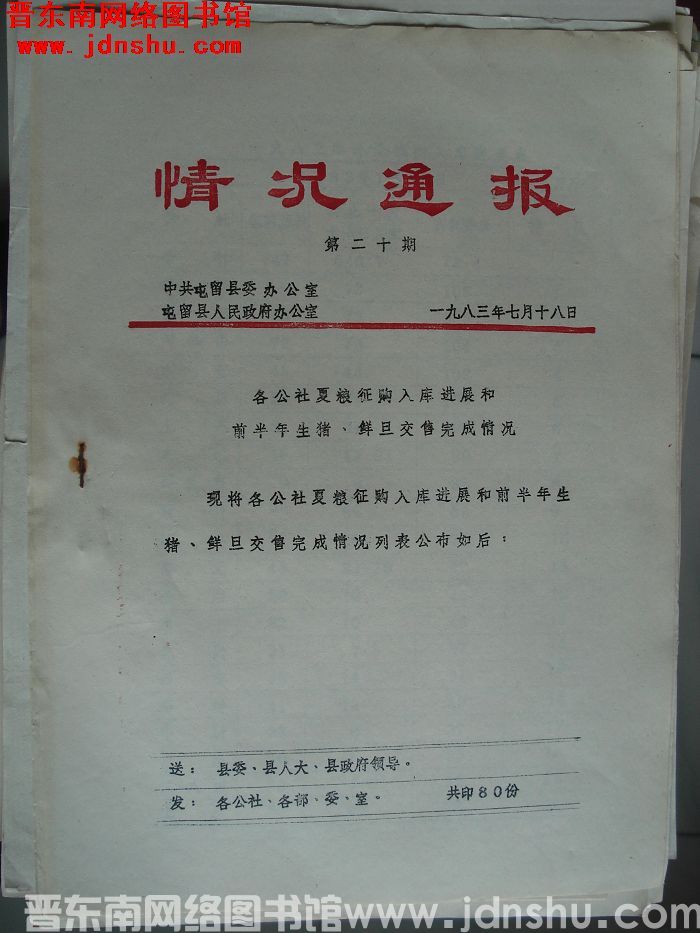 晋东南网络图书馆
www.jdnshu.com
情况通报
第二十期
中共屯留县委办公室
屯留县人民政府办公室 一九八三年七月十八日
各公社夏粮征购入库进展和
前半年生猪、鲜旦交售完成情况
现将各公社夏粮征购入库进展和前半年生
猪、鲜旦交售完成情况列表公布如后：
送：县委、县人大、县政府领导。
发：各公社、各部、委、室。 共印80份
晋东南网络图书馆www.jdnshu.com